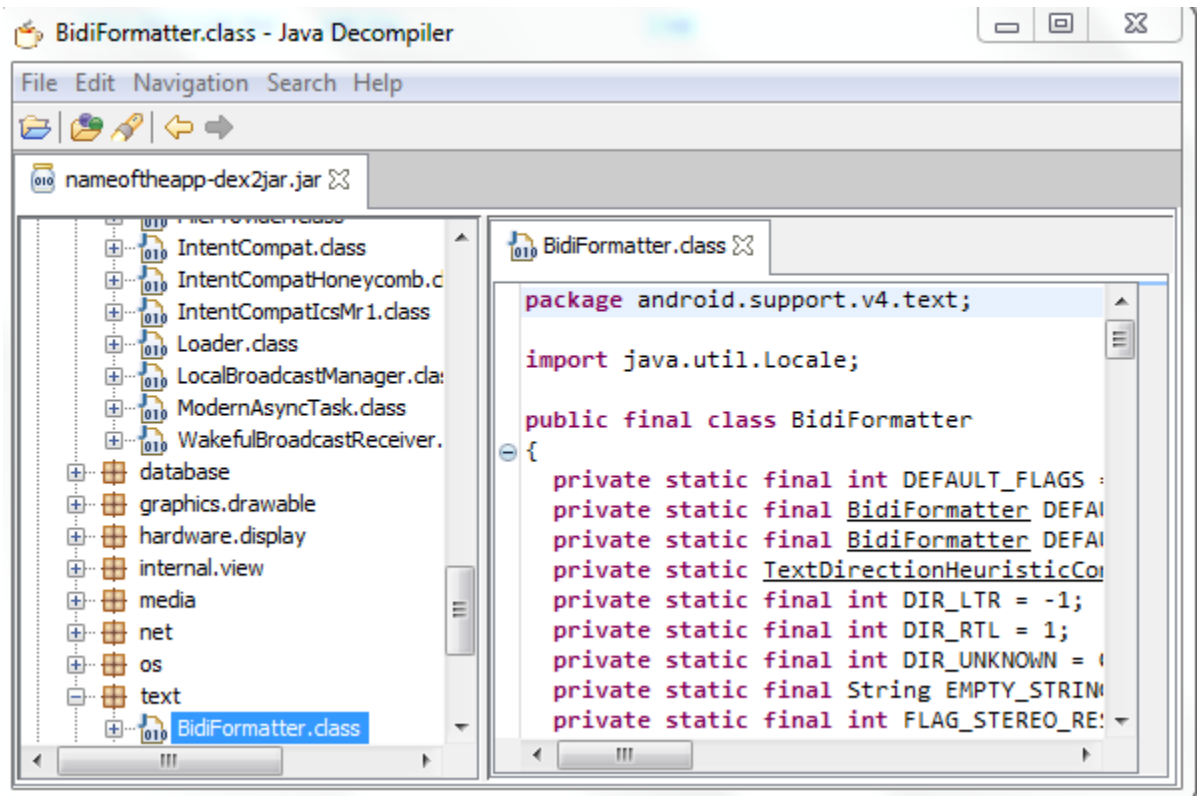 BidiFormatter.class - Java Decompiler
File Edit Navigation Search Help
nameoftheapp-dex2jar.jar
IntentCompat.class
IntentCompatHoneycomb.cl
IntentCompatIcsMr1.class
Loader.class
LocalBroadcastManager.clas
ModernAsyncTask.class
WakefulBroadcastReceiver.
database
graphics.drawable
hardware.display
internal.view
media
net
os
text
BidiFormatter.class
BidiFormatter.class
package android.support.v4.text;
import java.util.Locale;
public final class BidiFormatter
{
private static final int DEFAULT_FLAGS =
private static final BidiFormatter DEFAU
private static final BidiFormatter DEFAU
private static TextDirectionHeuristicCom
private static final int DIR_LTR = -1;
private static final int DIR_RTL = 1;
private static final int DIR_UNKNOWN =
private static final String EMPTY_STRING
private static final int FLAG_STEREO_RES